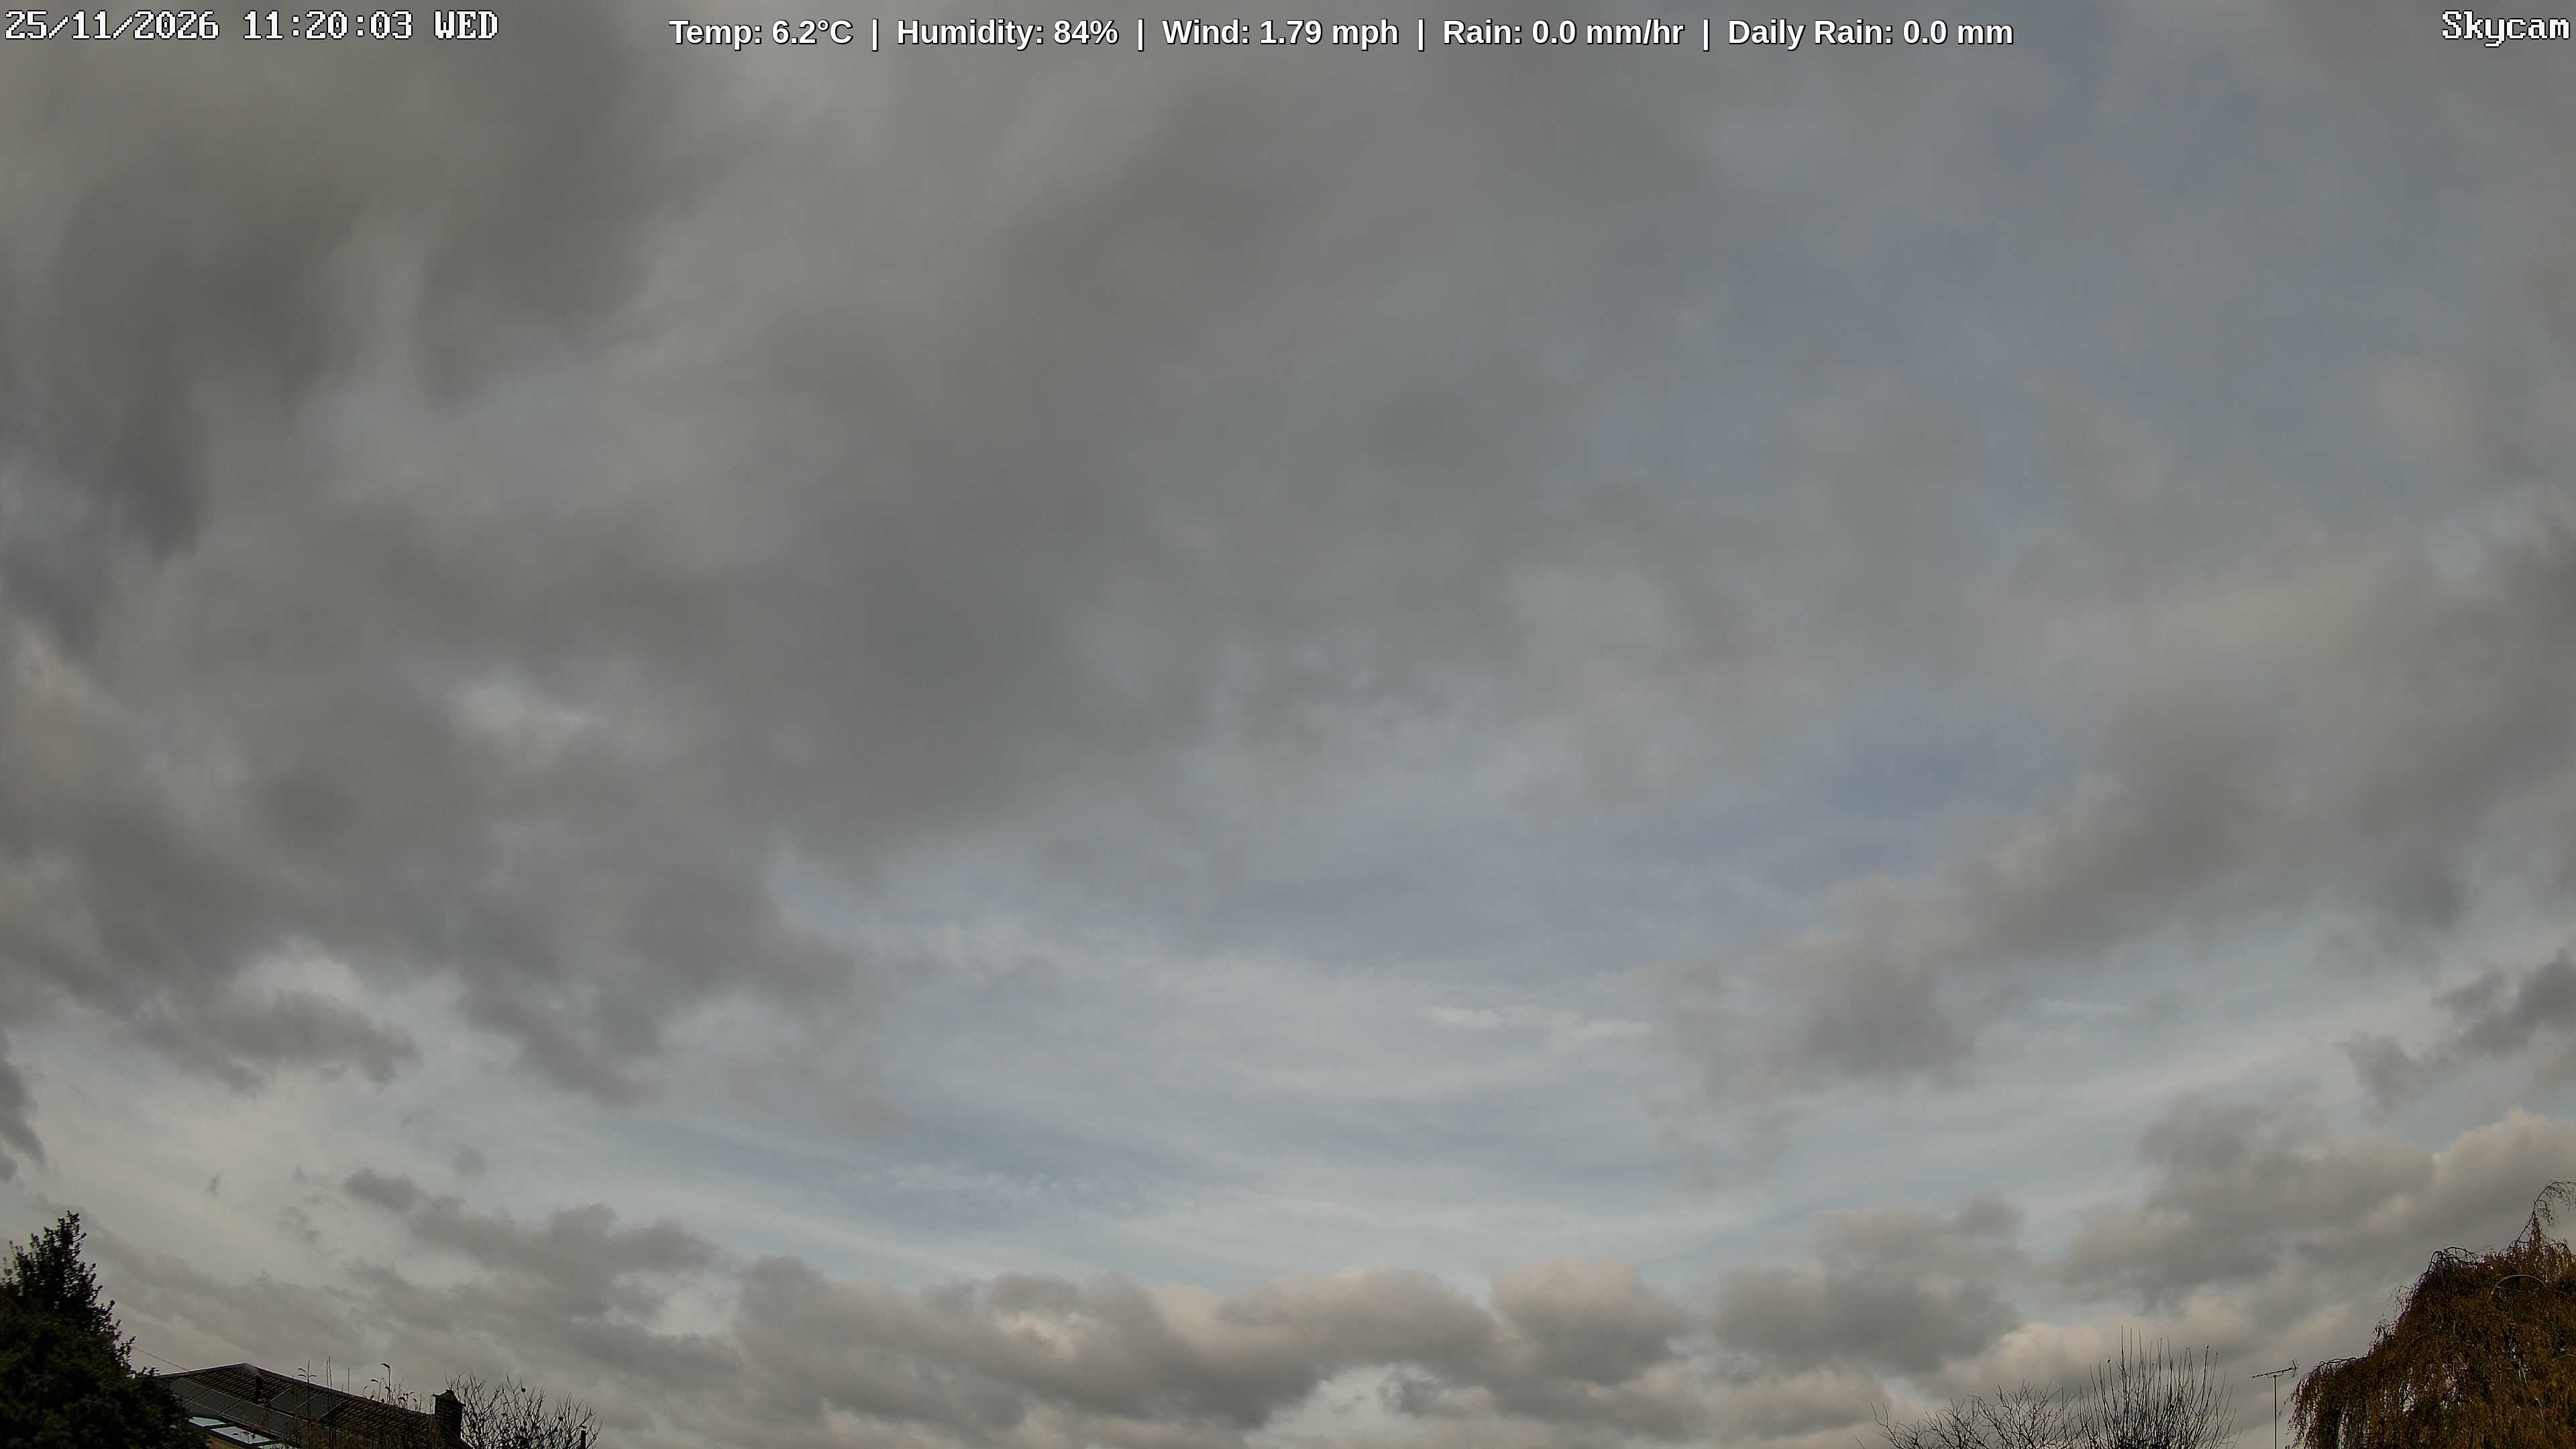 25/11/2026 11:20:03 WED
Temp: 6.2°C | Humidity: 84% | Wind: 1.79 mph | Rain: 0.0 mm/hr | Daily Rain: 0.0 mm
Skycam